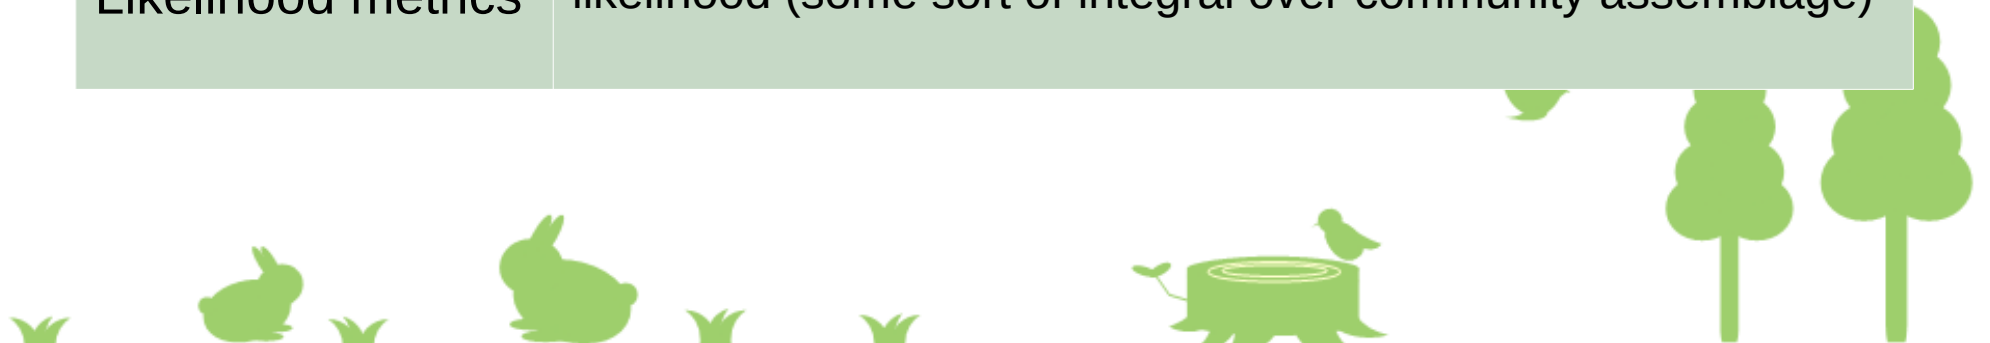 Likelihood metrics
likelihood (some sort of integral over community assemblage)